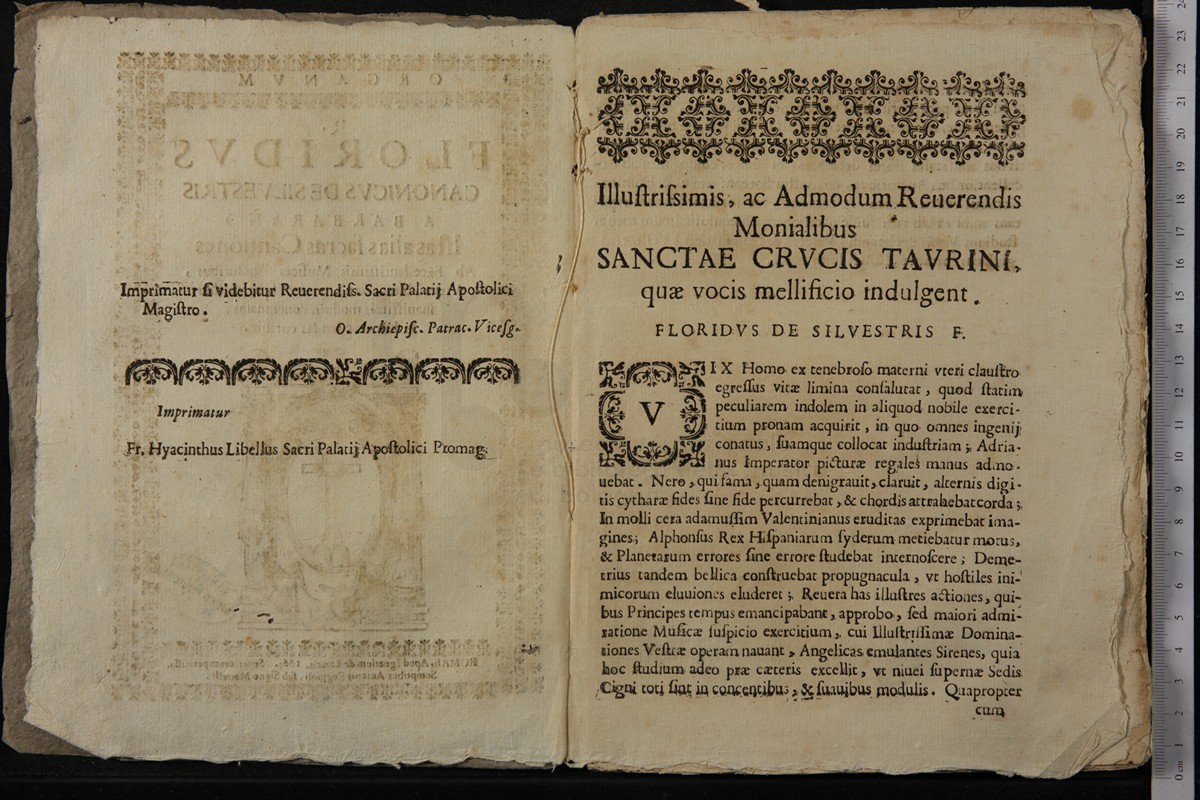 Imprimatur si videbitur Reuerendiss. Sacri Palatij Apostolici
Magistro.
O. Archiepisc. Patrac. Vicesg.
Imprimatur
Fr. Hyacinthus Libellus Sacri Palatij Apostolici Promag.
Illustrissimis, ac Admodum Reuerendis
Monialibus
SANCTAE CRVCIS TAVRINI,
quæ vocis mellificio indulgent.
FLORIDVS DE SILVESTRIS F.
VIX Homo ex tenebroso materni vteri claustro
egressus vitæ limina consalutat, quod statim
peculiarem indolem in aliquod nobile exerci-
tium pronam acquirit, in quo omnes ingenij
conatus, suamque collocat industriam; Adria-
nus Imperator picturæ regales manus admo-
uebat. Nero, qui fama, quam denigrauit, claruit, alternis digi-
tis cytharæ fides sine fide percurrebat, & chordis attrahebat corda;
In molli cera adamussim Valentinianus eruditas exprimebat ima-
gines; Alphonsus Rex Hispaniarum syderum metiebatur motus,
& Planetarum errores sine errore studebat internoscere; Deme-
trius tandem bellica construebat propugnacula, vt hostiles ini-
micorum eluuiones eluderet; Reuera has illustres actiones, qui-
bus Principes tempus emancipabant, approbo, sed maiori admi-
ratione Musicæ suspicio exercitium, cui Illustrissimæ Domina-
tiones Vestræ operam nauant, Angelicas emulantes Sirenes, quia
hoc studium adeo præ cæteris excellit, vt niuei supernæ Sedis
Cigni toti sint in concentibus, & suauibus modulis. Quapropter
cum